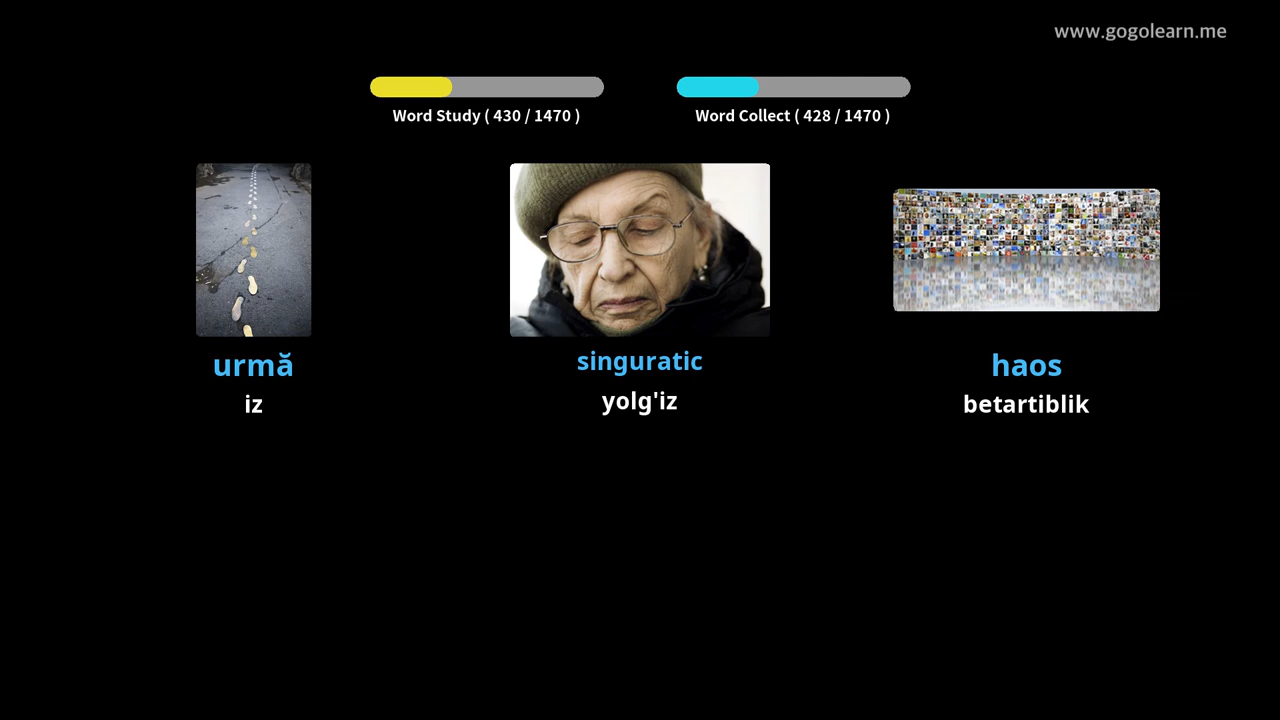 www.gogolearn.me
Word Study ( 430 / 1470 )
Word Collect ( 428 / 1470 )
urmă
iz
singuratic
yolg'iz
haos
betartiblik